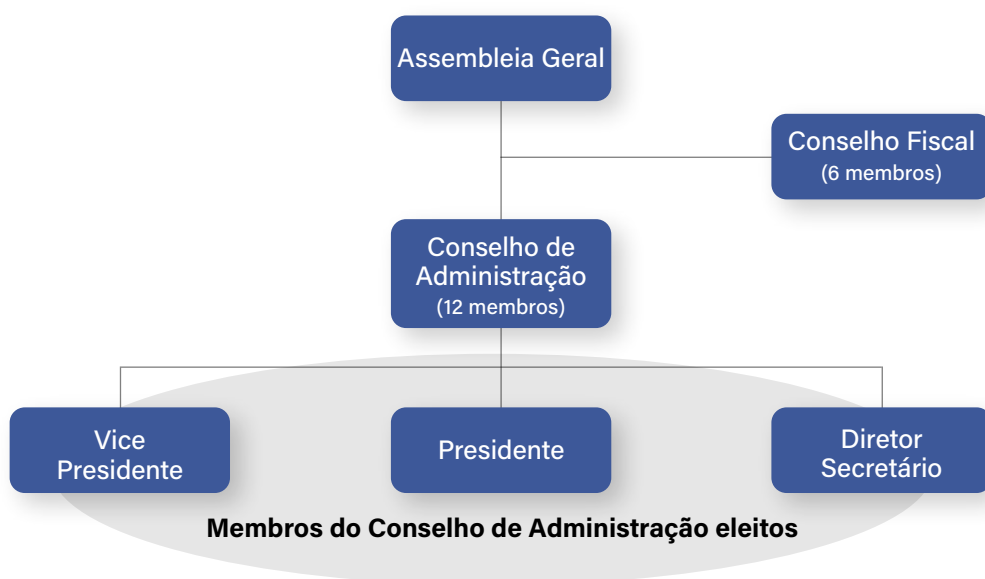 Assembleia Geral
Conselho Fiscal
(6 membros)
Conselho de
Administração
(12 membros)
Vice
Presidente
Presidente
Diretor
Secretário
Membros do Conselho de Administração eleitos